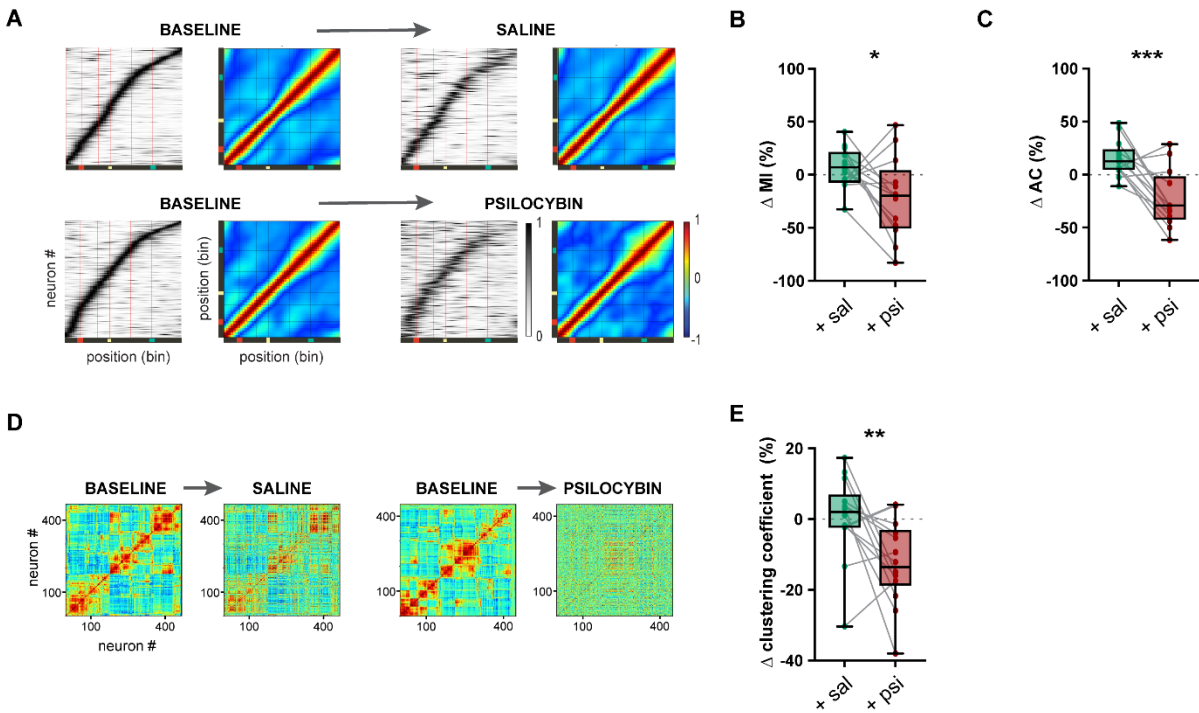 A
BASELINE
SALINE
BASELINE
PSILOCYBIN
neuron #
position (bin)
position (bin)
position (bin)
1
0
1
0
-1
B
*
Δ MI (%)
100
50
0
-50
-100
+ sal
+ psi
C
***
Δ AC (%)
100
50
0
-50
-100
+ sal
+ psi
D
BASELINE
SALINE
BASELINE
PSILOCYBIN
neuron #
400
100
100
400
neuron #
400
100
100
400
400
100
100
400
400
100
100
400
E
**
Δ clustering coefficient (%)
20
0
-20
-40
+ sal
+ psi